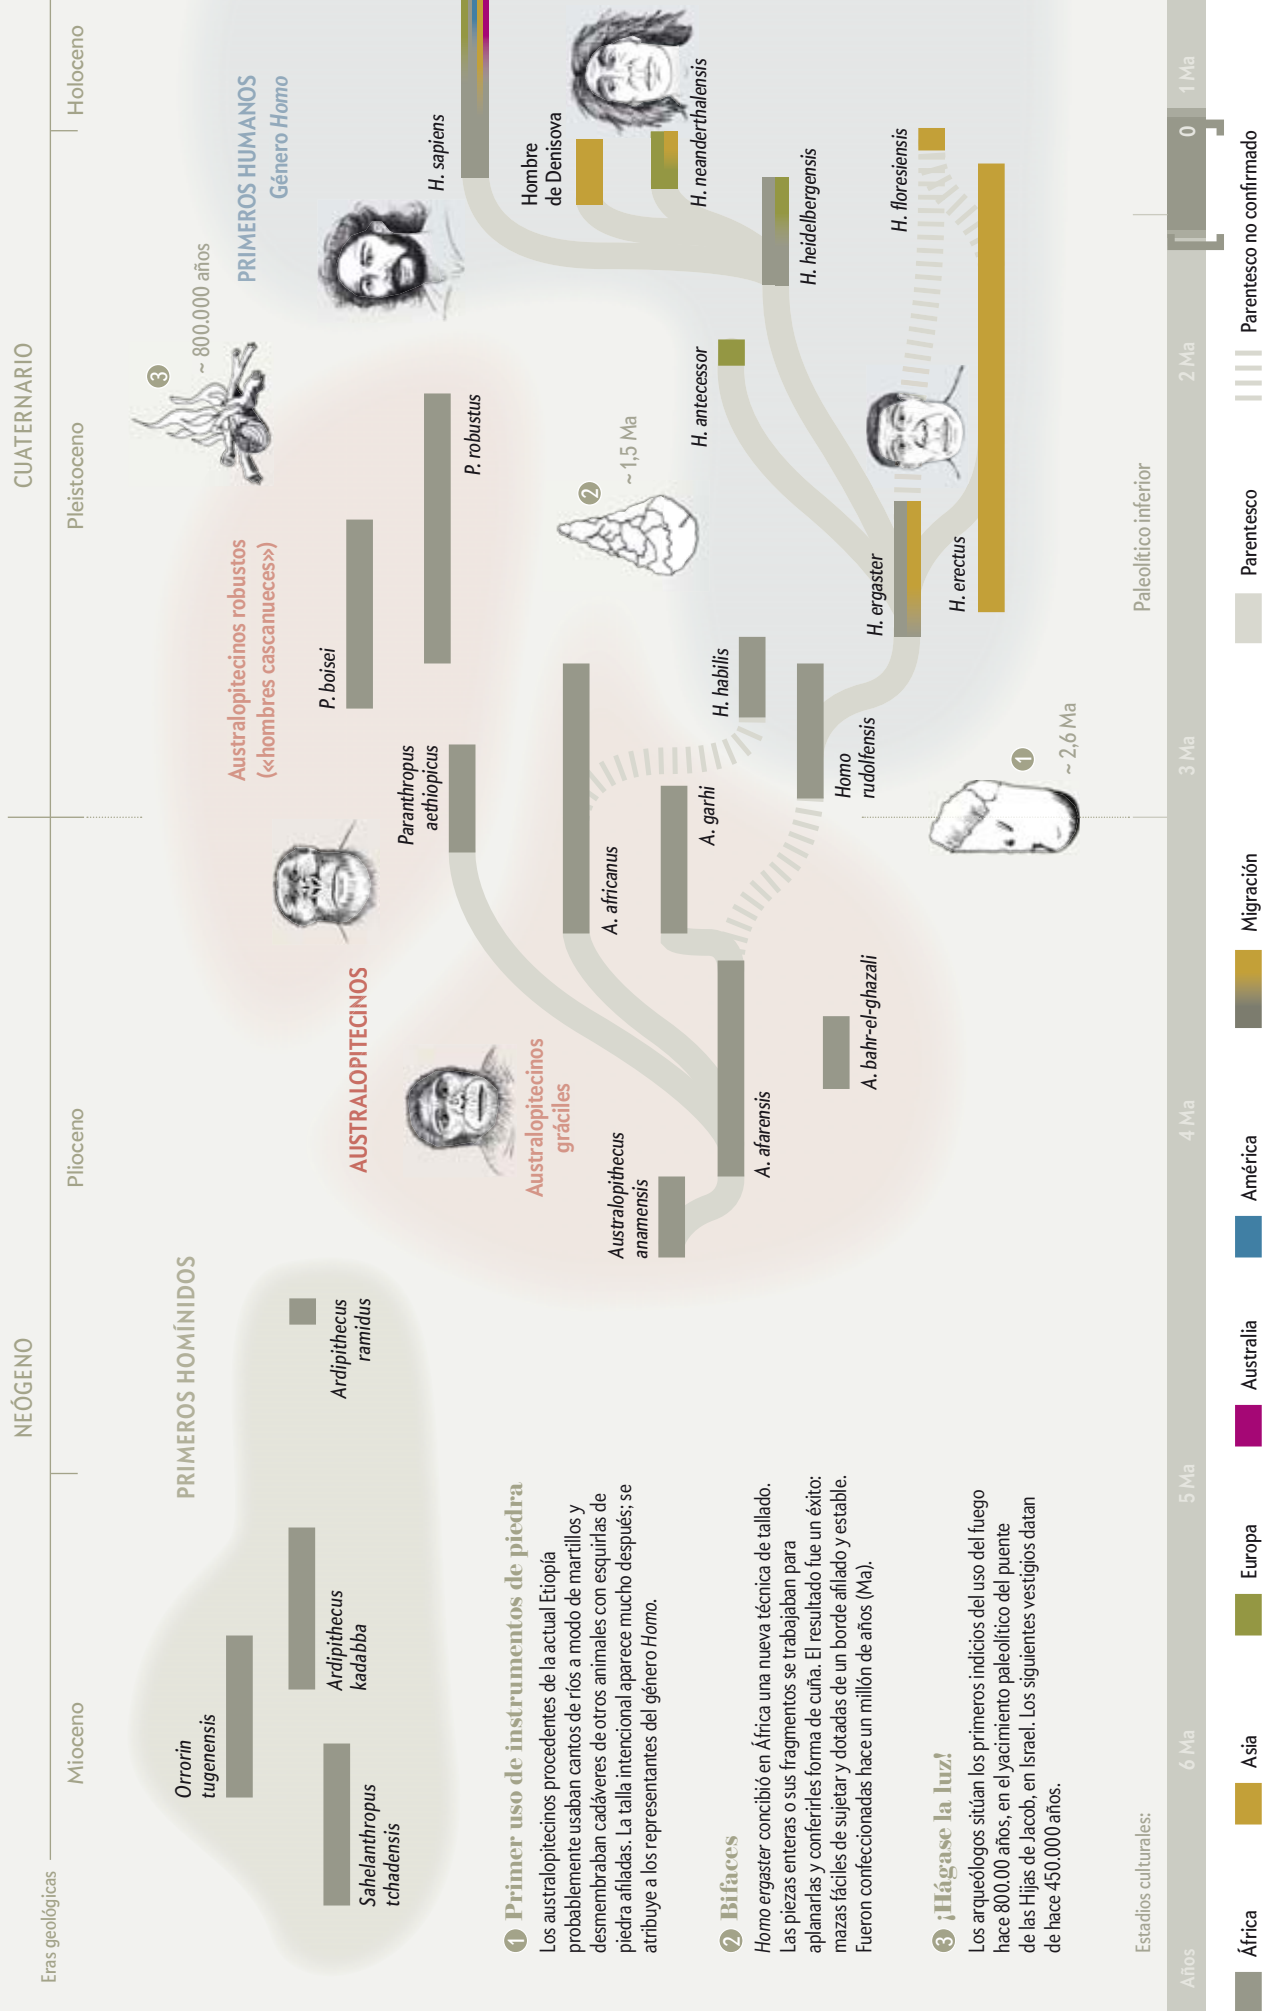 Eras geológicas
NEÓGENO
CUATERNARIO
Mioceno
Plioceno
Pleistoceno
Holoceno
PRIMEROS HOMÍNIDOS
Orrorin
tugenensis
Ardipithecus
kadabba
Sahelanthropus
tchadensis
Ardipithecus
ramidus
AUSTRALOPITECINOS
Australopitecinos
gráciles
Australopithecus
anamensis
A. afarensis
A. bahr-el-ghazali
A. africanus
A. garhi
Australopitecinos robustos
(«hombres cascanueces»)
Paranthropus
aethiopicus
P. boisei
P. robustus
PRIMEROS HUMANOS
Género Homo
Homo
rudolfensis
H. habilis
H. ergaster
H. erectus
H. antecessor
H. heidelbergensis
H. floresiensis
H. neanderthalensis
Hombre
de Denisova
H. sapiens
1
~ 2,6 Ma
2
~ 1,5 Ma
3
~ 800.000 años
1 Primer uso de instrumentos de piedra
Los australopitecinos procedentes de la actual Etiopía
probablemente usaban cantos de ríos a modo de martillos y
desmembraban cadáveres de otros animales con esquirlas de
piedra afiladas. La talla intencional aparece mucho después; se
atribuye a los representantes del género Homo.
2 Bifaces
Homo ergaster concibió en África una nueva técnica de tallado.
Las piezas enteras o sus fragmentos se trabajaban para
aplanarlas y conferirles forma de cuña. El resultado fue un éxito:
mazas fáciles de sujetar y dotadas de un borde afilado y estable.
Fueron confeccionadas hace un millón de años (Ma).
3 ¡Hágase la luz!
Los arqueólogos sitúan los primeros indicios del uso del fuego
hace 800.00 años, en el yacimiento paleolítico del puente
de las Hijas de Jacob, en Israel. Los siguientes vestigios datan
de hace 450.000 años.
Estadios culturales:
Paleolítico inferior
Años
6 Ma
5 Ma
4 Ma
3 Ma
2 Ma
0
1 Ma
África
Asia
Europa
Australia
América
Migración
Parentesco
Parentesco no confirmado